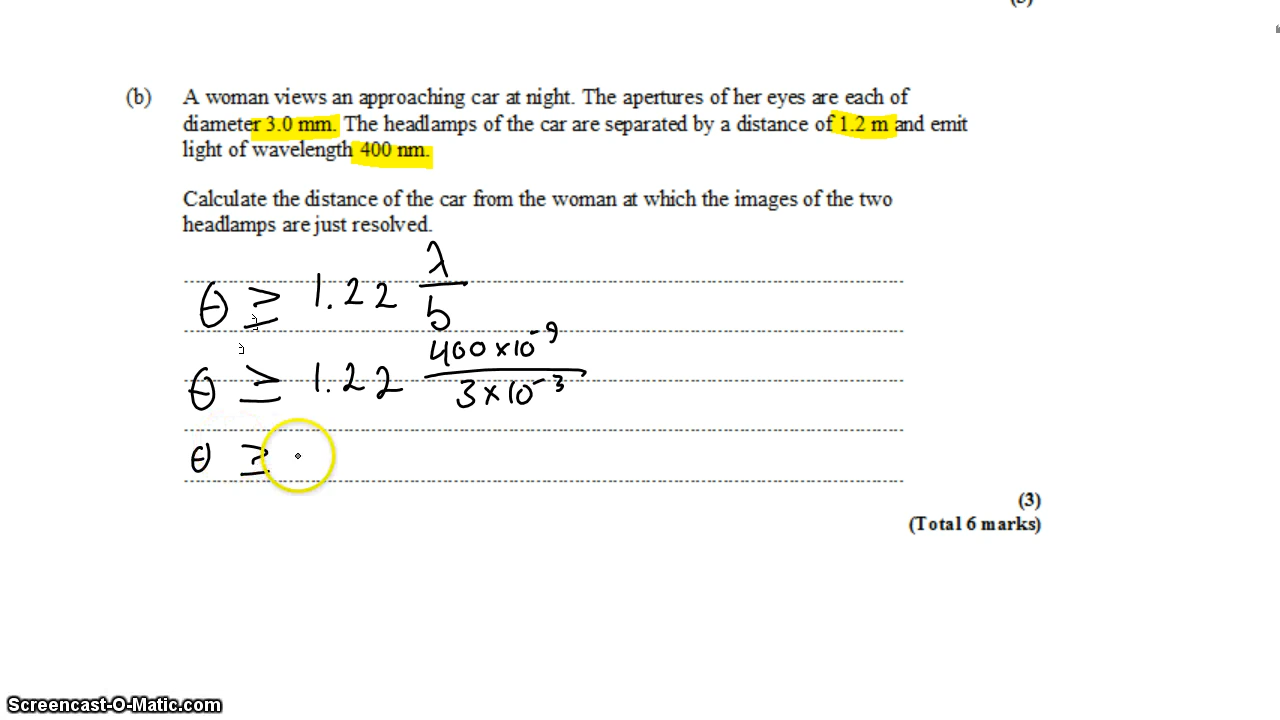 (3)
(b) A woman views an approaching car at night. The apertures of her eyes are each of
diameter 3.0 mm. The headlamps of the car are separated by a distance of 1.2 m and emit
light of wavelength 400 nm.
Calculate the distance of the car from the woman at which the images of the two
headlamps are just resolved.
θ ≥ 1.22 λ/b
θ ≥ 1.22 400×10⁻⁹/3×10⁻³
θ ≥
(3)
(Total 6 marks)
Screencast-O-Matic.com